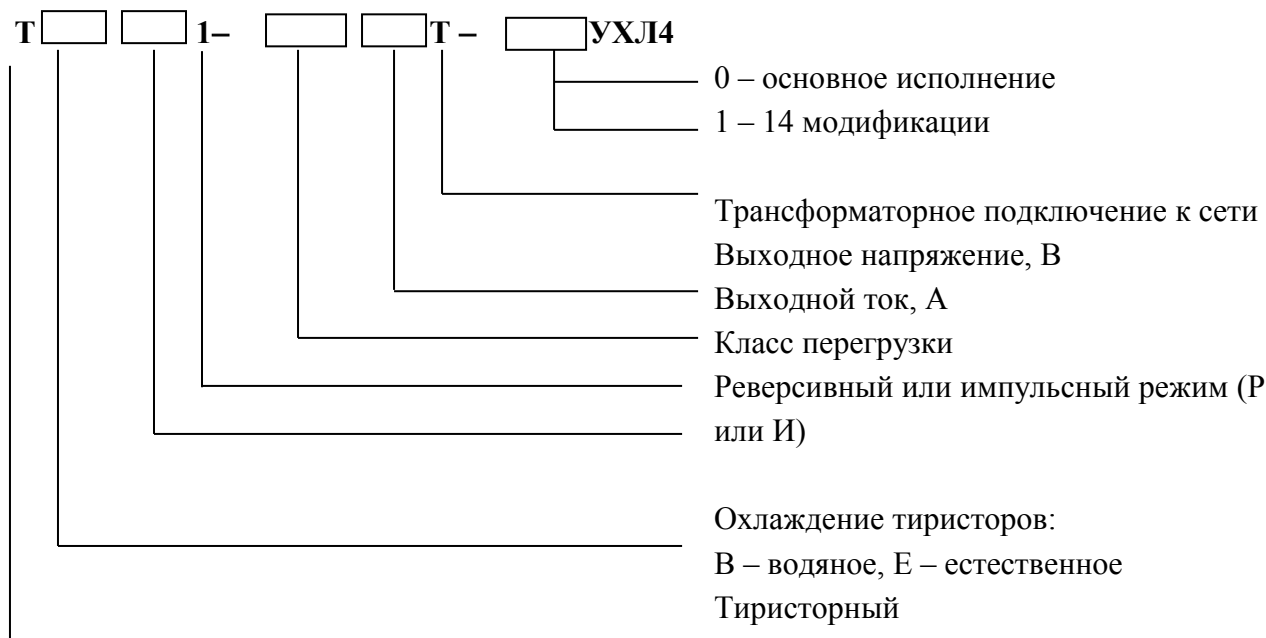 Т 1– Т – УХЛ4
0 – основное исполнение
1 – 14 модификации
Трансформаторное подключение к сети
Выходное напряжение, В
Выходной ток, А
Класс перегрузки
Реверсивный или импульсный режим (Р
или И)
Охлаждение тиристоров:
В – водяное, Е – естественное
Тиристорный